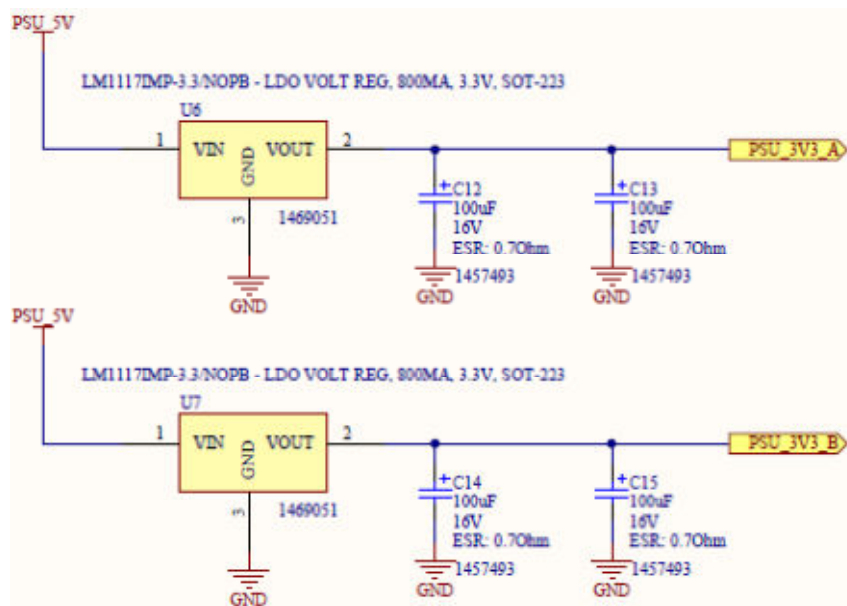 PSU_5V
LM1117IMP-3.3/NOPB - LDO VOLT REG, 800MA, 3.3V, SOT-223
U6
1 VIN GND VOUT 2
PSU_3V3_A
3
1469051
+ C12
100uF
16V
ESR: 0.7Ohm
1457493
+ C13
100uF
16V
ESR: 0.7Ohm
1457493
GND
GND
GND
PSU_5V
LM1117IMP-3.3/NOPB - LDO VOLT REG, 800MA, 3.3V, SOT-223
U7
1 VIN GND VOUT 2
PSU_3V3_B
3
1469051
+ C14
100uF
16V
ESR: 0.7Ohm
1457493
+ C15
100uF
16V
ESR: 0.7Ohm
1457493
GND
GND
GND